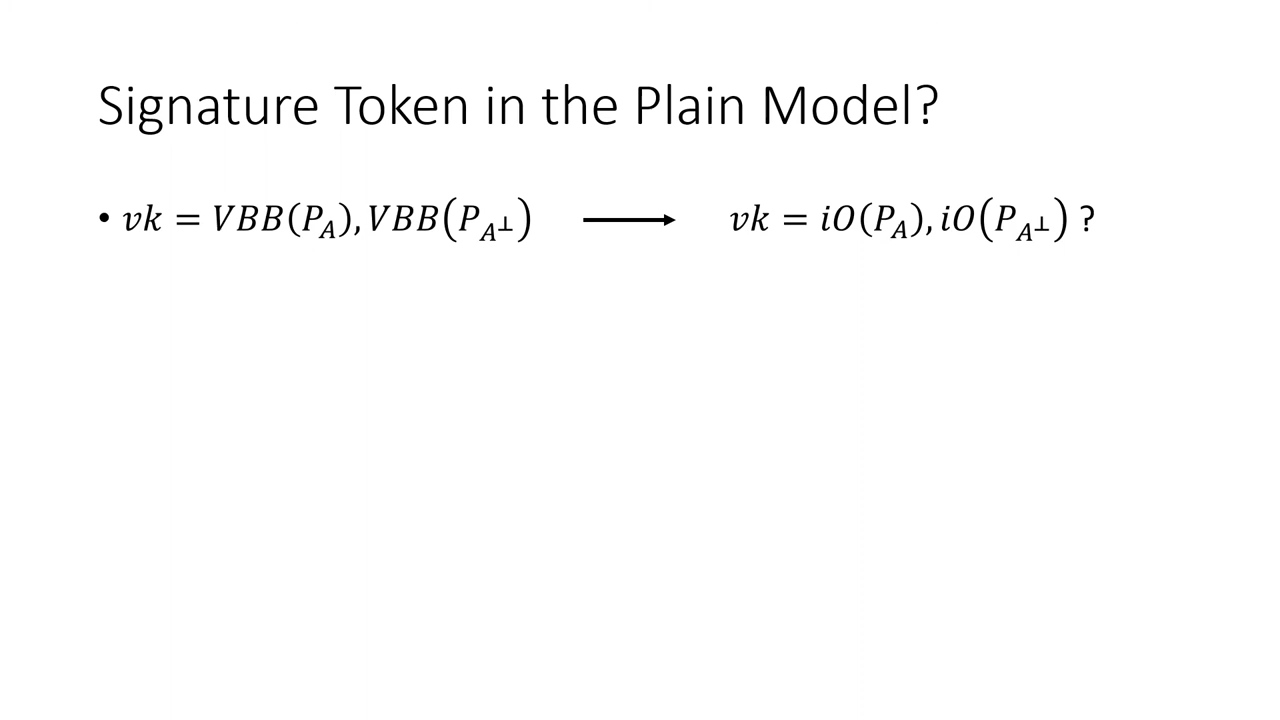 Signature Token in the Plain Model?
• 𝑣𝑘 = 𝑉𝐵𝐵(𝑃_𝐴), 𝑉𝐵𝐵(𝑃_{𝐴^⊥}) ⟶ 𝑣𝑘 = 𝑖𝑂(𝑃_𝐴), 𝑖𝑂(𝑃_{𝐴^⊥}) ?